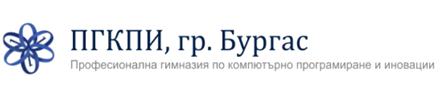 ПГКПИ, гр. Бургас
Професионална гимназия по компютърно програмиране и иновации